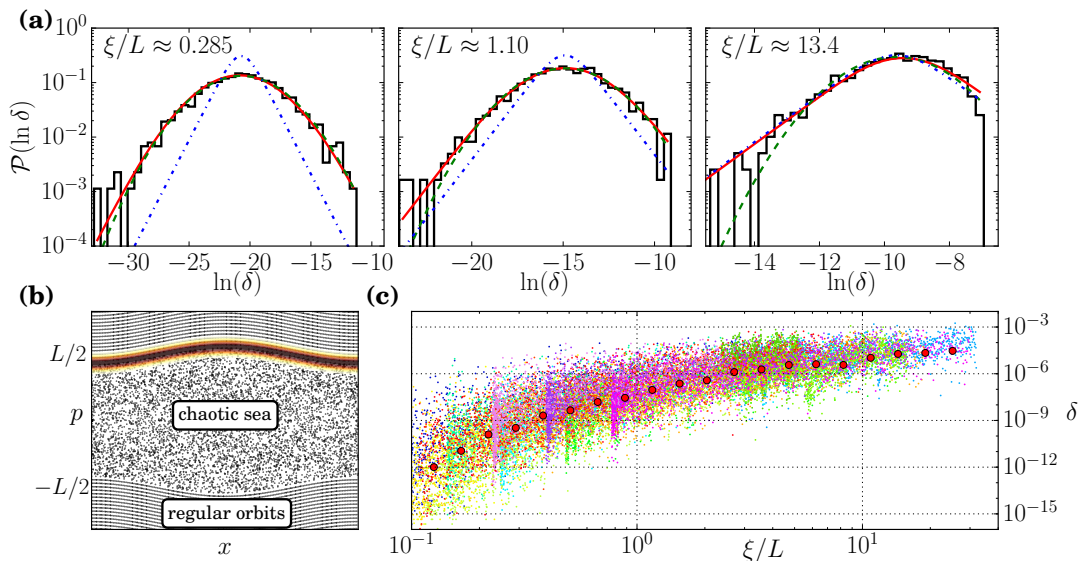 (a)
ξ/L ≈ 0.285
ξ/L ≈ 1.10
ξ/L ≈ 13.4
10^0
10^{-1}
10^{-2}
10^{-3}
10^{-4}
P(ln δ)
−30 −25 −20 −15 −10
−20 −15 −10
−14 −12 −10 −8
ln(δ)
ln(δ)
ln(δ)
(b)
L/2
p
−L/2
chaotic sea
regular orbits
x
(c)
10^{-3}
10^{-6}
10^{-9}
10^{-12}
10^{-15}
δ
10^{-1} 10^0 10^1
ξ/L